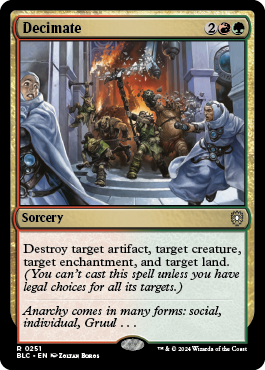 Decimate 2
Sorcery
Destroy target artifact, target creature,
target enchantment, and target land.
(You can't cast this spell unless you have
legal choices for all its targets.)
Anarchy comes in many forms: social,
individual, Gruul . . .
R 0251
BLC • EN Zoltan Boros ™ & © 2024 Wizards of the Coast